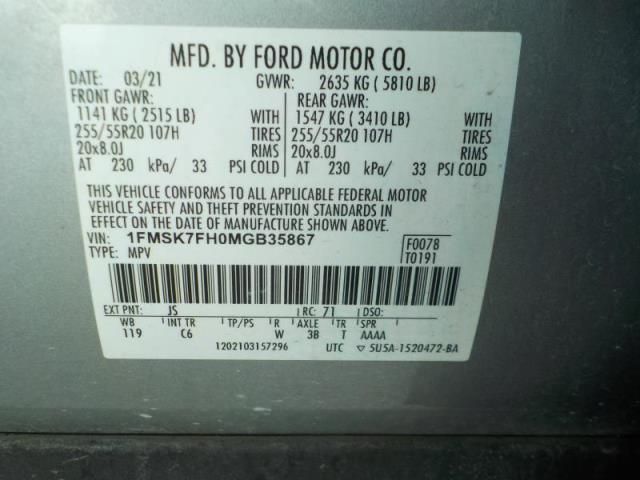 MFD. BY FORD MOTOR CO.
DATE: 03/21 GVWR: 2635 KG ( 5810 LB)
FRONT GAWR: REAR GAWR:
1141 KG ( 2515 LB) WITH 1547 KG ( 3410 LB) WITH
255/55R20 107H TIRES 255/55R20 107H TIRES
20x8.0J RIMS 20x8.0J RIMS
AT 230 kPa/ 33 PSI COLD AT 230 kPa/ 33 PSI COLD
THIS VEHICLE CONFORMS TO ALL APPLICABLE FEDERAL MOTOR
VEHICLE SAFETY AND THEFT PREVENTION STANDARDS IN
EFFECT ON THE DATE OF MANUFACTURE SHOWN ABOVE.
VIN: 1FMSK7FH0MGB35867 F0078
TYPE: MPV T0191
EXT PNT: JS RC: 71 DSO:
WB INT TR TP/PS R AXLE TR SPR
119 C6 W 3B T AAAA
1202103157296 UTC ▽ 5U5A-1520472-BA